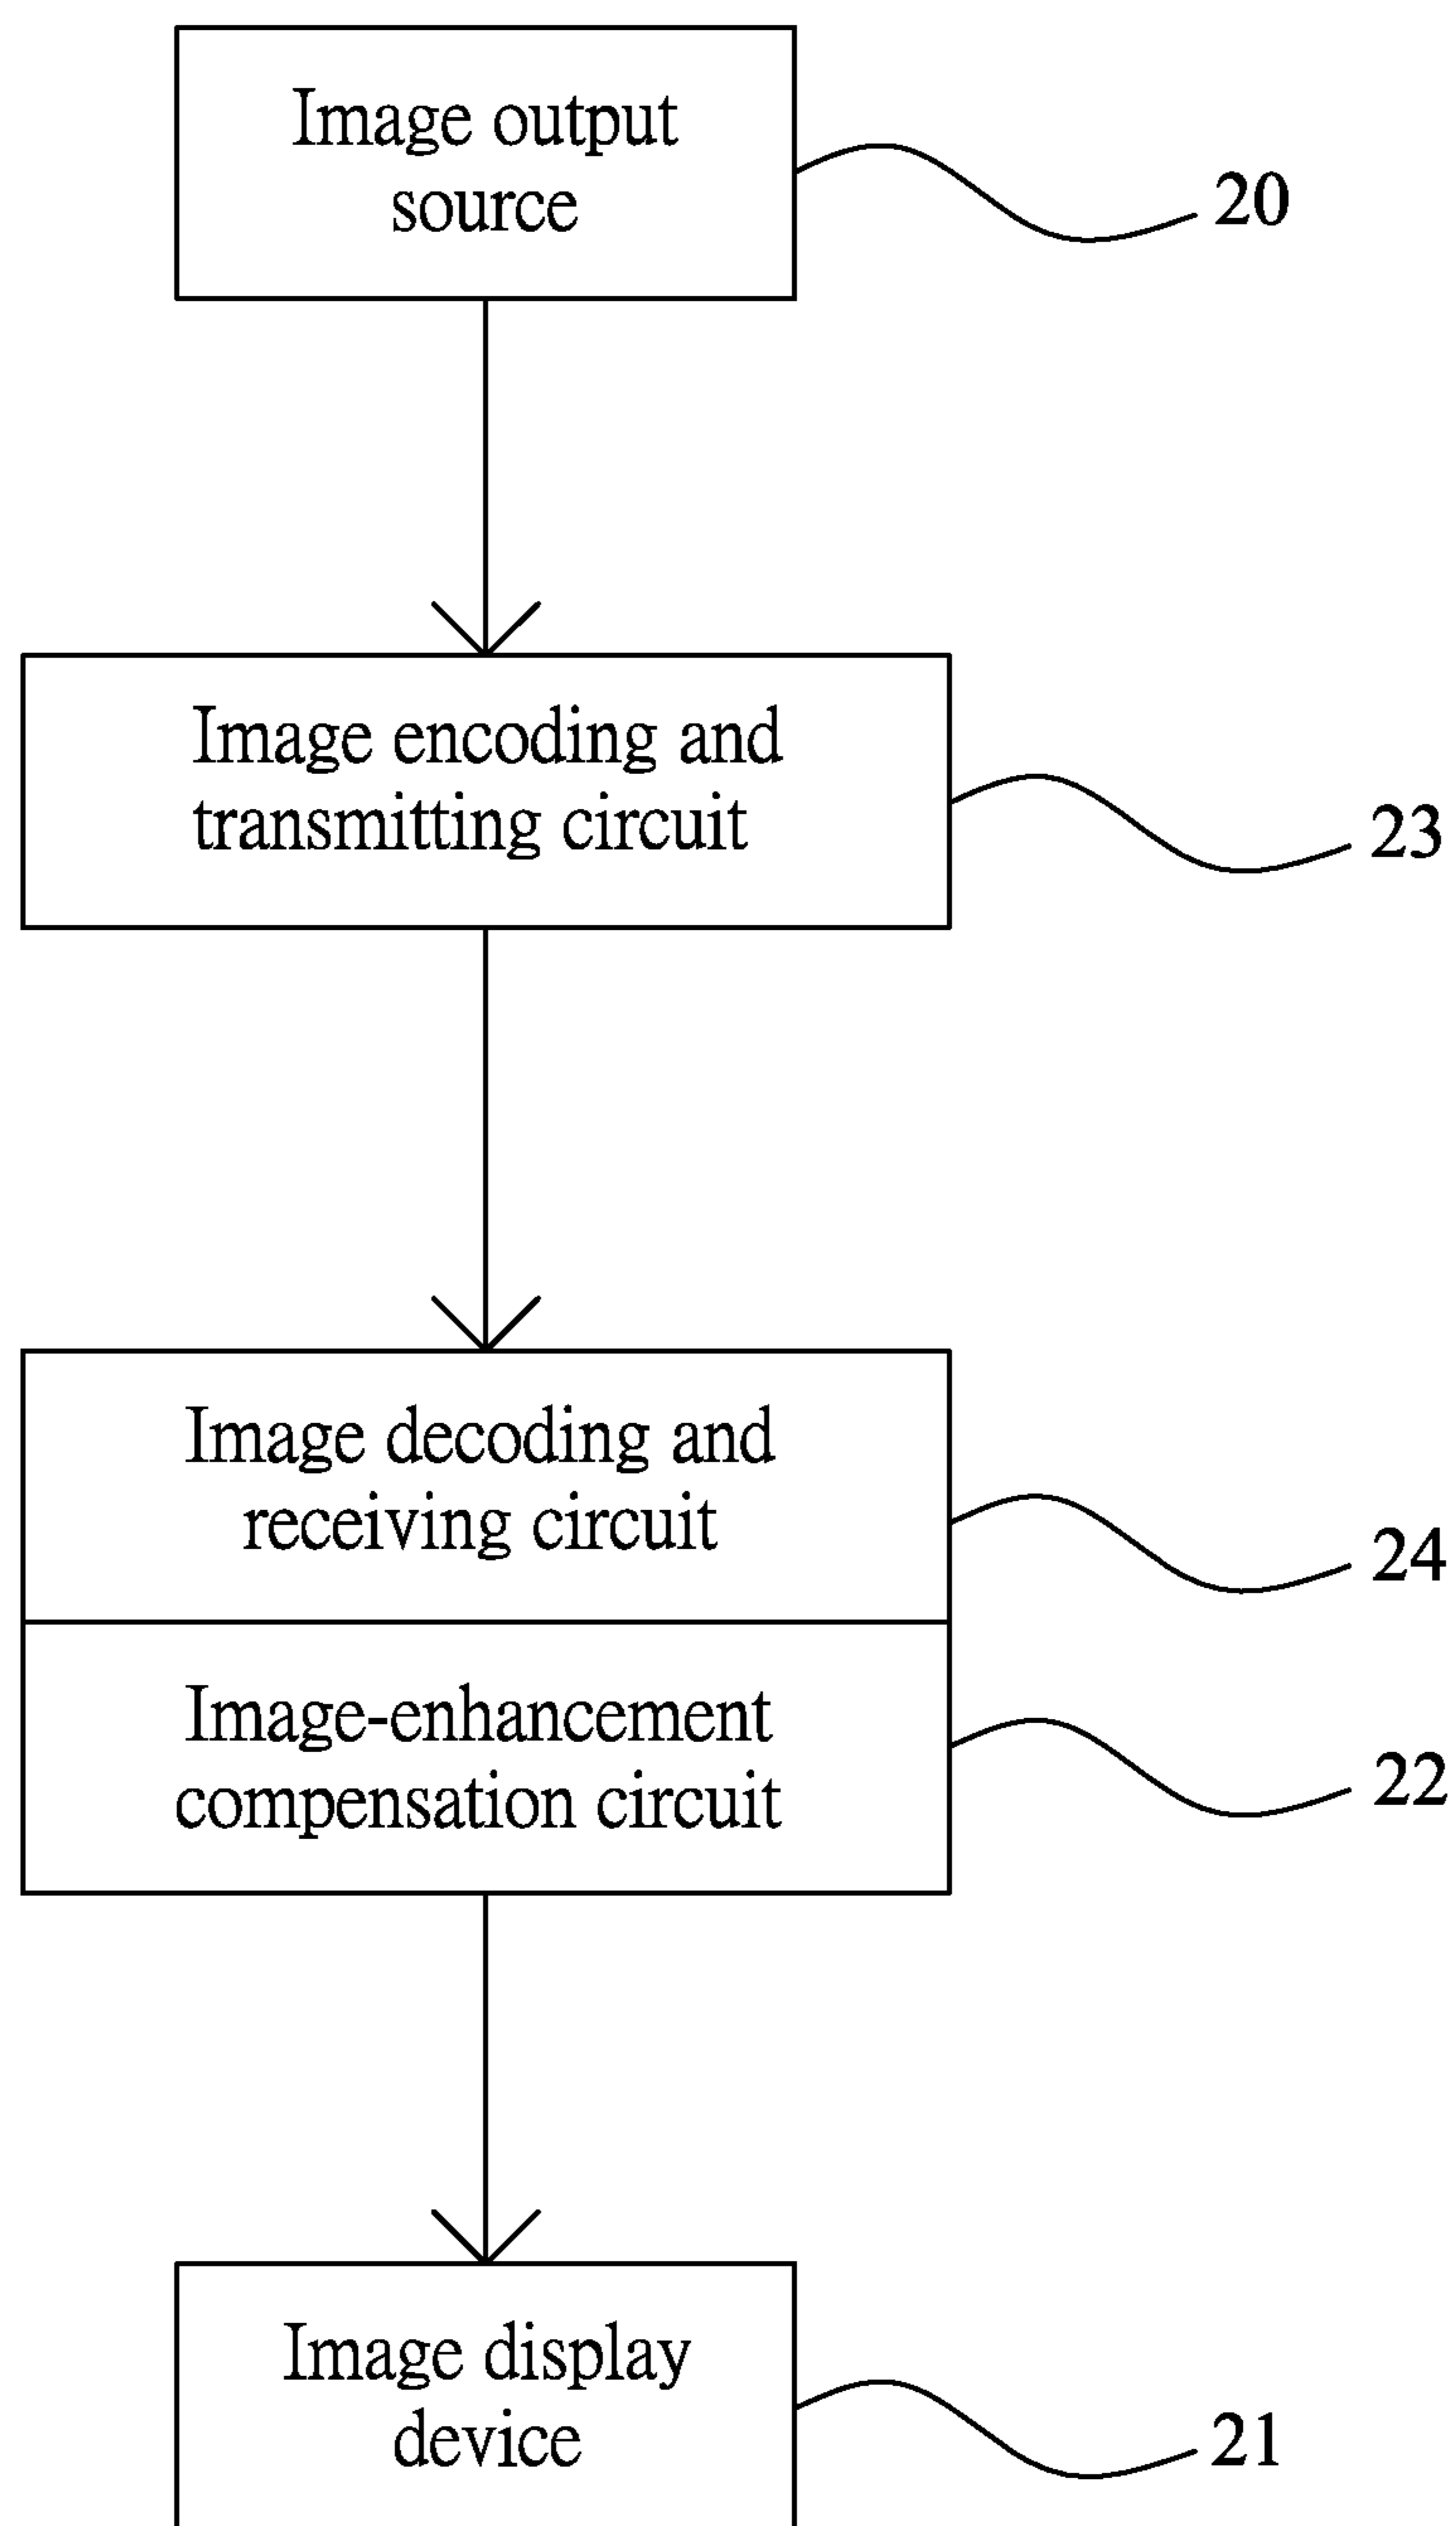 Image output
source
20
Image encoding and
transmitting circuit
23
Image decoding and
receiving circuit
24
Image-enhancement
compensation circuit
22
Image display
device
21